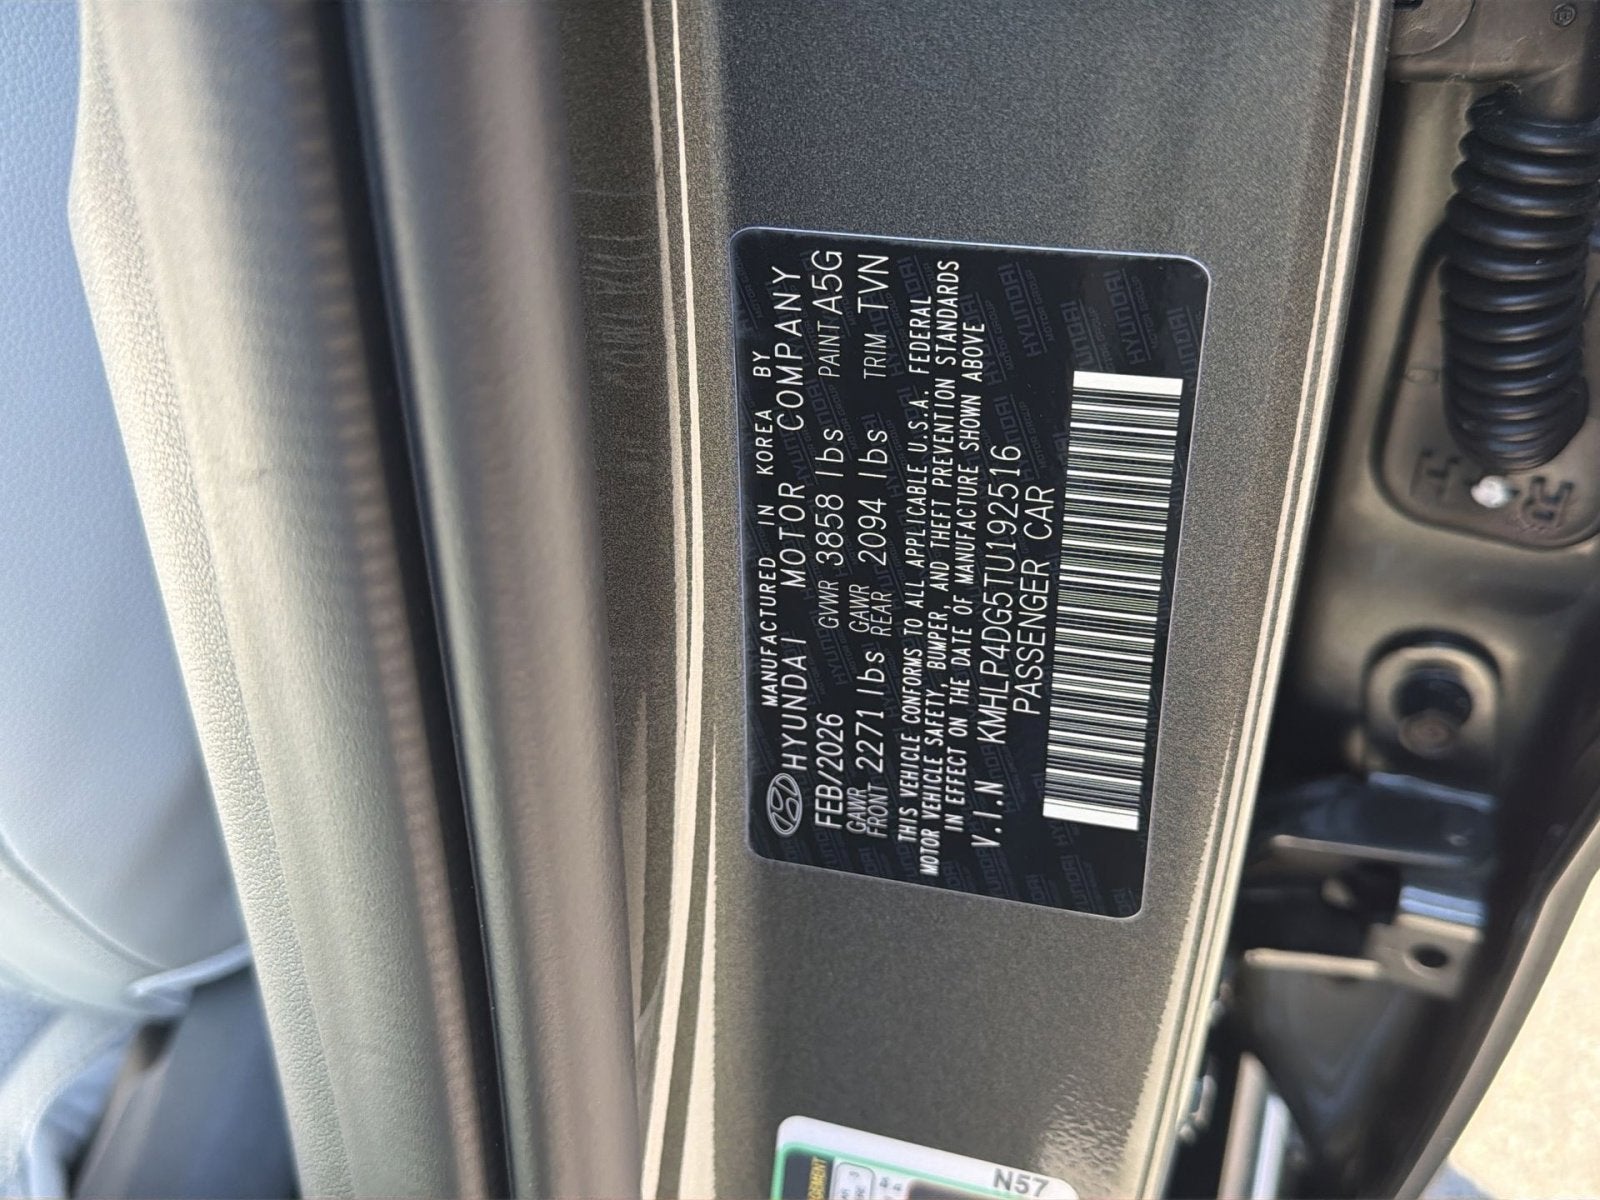 MANUFACTURED IN KOREA BY
HYUNDAI MOTOR COMPANY
FEB/2026 GVWR 3858 lbs PAINT A5G
GAWR FRONT 2271 lbs GAWR REAR 2094 lbs TRIM TVN
THIS VEHICLE CONFORMS TO ALL APPLICABLE U.S.A. FEDERAL
MOTOR VEHICLE SAFETY, BUMPER, AND THEFT PREVENTION STANDARDS
IN EFFECT ON THE DATE OF MANUFACTURE SHOWN ABOVE
V.I.N KMHLP4DG5TU192516
PASSENGER CAR
N57